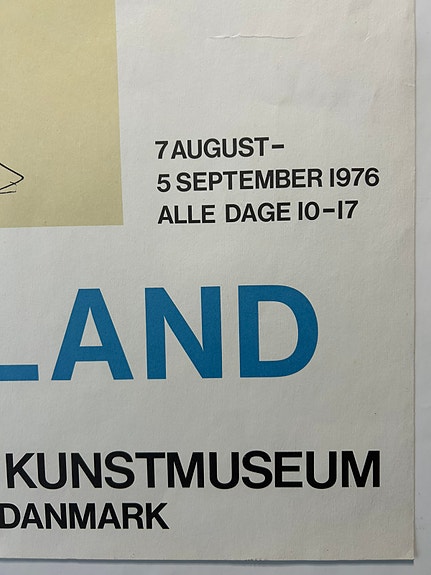 7 AUGUST–
5 SEPTEMBER 1976
ALLE DAGE 10–17
LAND
KUNSTMUSEUM
DANMARK